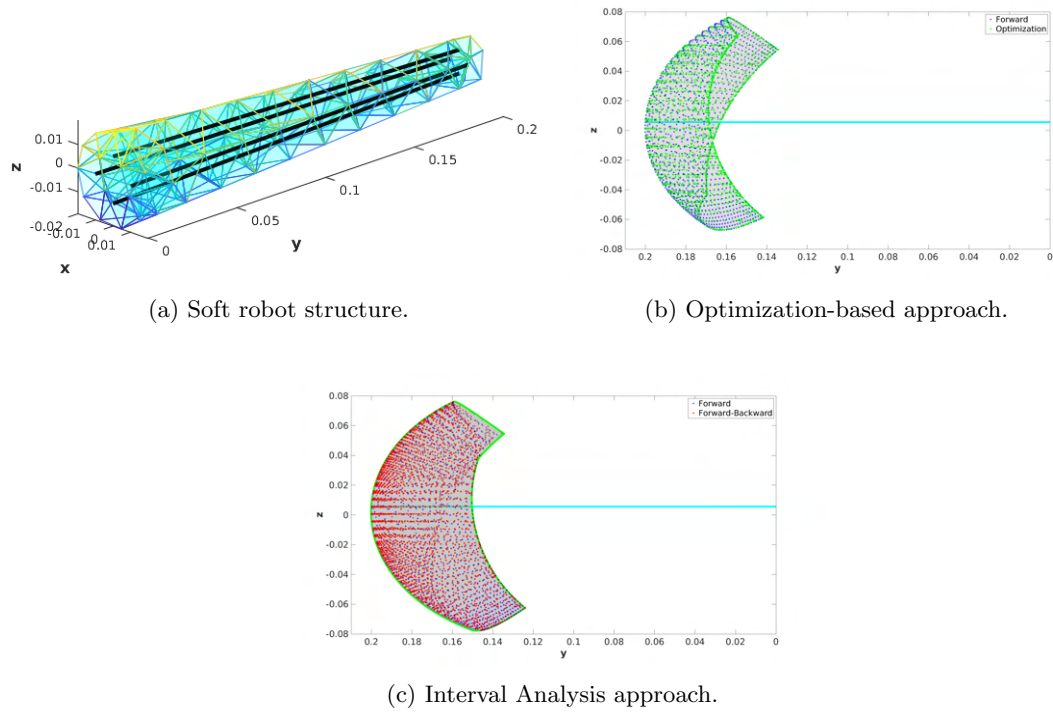 0.01
0
-0.01
z
-0.02
-0.01
0
0.01
x
0
0.05
0.1
0.15
0.2
y
(a) Soft robot structure.
0.08
0.06
0.04
0.02
0
-0.02
-0.04
-0.06
-0.08
z
Forward
Optimization
0.2 0.18 0.16 0.14 0.12 0.1 0.08 0.06 0.04 0.02 0
y
(b) Optimization-based approach.
0.08
0.06
0.04
0.02
0
-0.02
-0.04
-0.06
-0.08
z
Forward
Forward-Backward
0.2 0.18 0.16 0.14 0.12 0.1 0.08 0.06 0.04 0.02 0
y
(c) Interval Analysis approach.